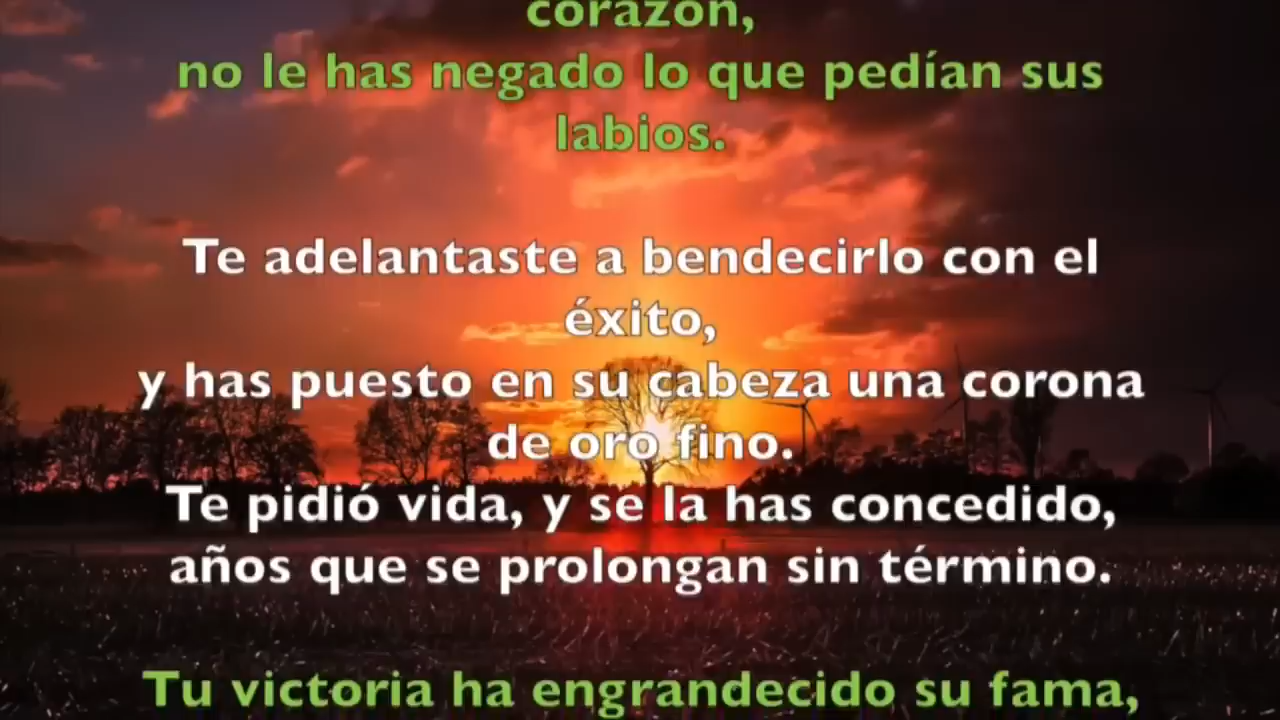 corazón,
no le has negado lo que pedían sus
labios.
Te adelantaste a bendecirlo con el
éxito,
y has puesto en su cabeza una corona
de oro fino.
Te pidió vida, y se la has concedido,
años que se prolongan sin término.
Tu victoria ha engrandecido su fama,